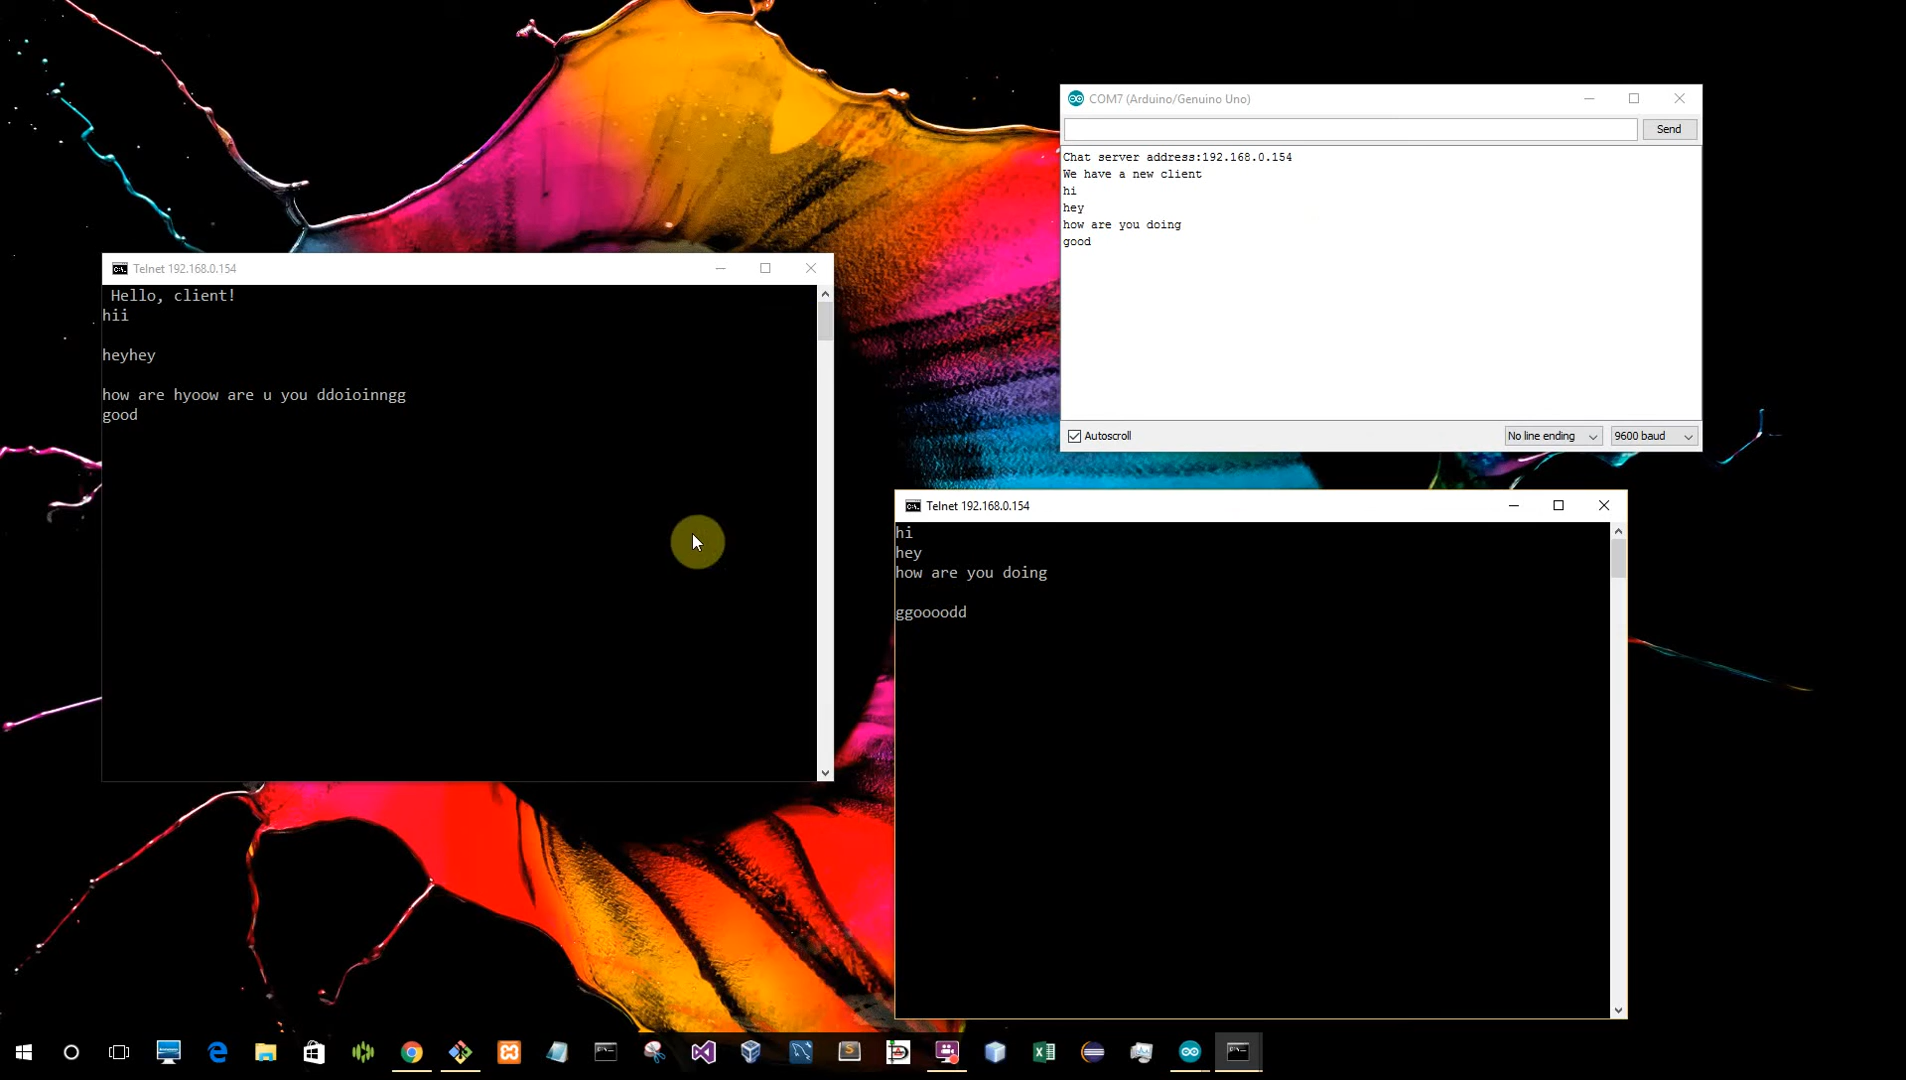 COM7 (Arduino/Genuino Uno)
Send
Chat server address:192.168.0.154
We have a new client
hi
hey
how are you doing
good
Autoscroll
No line ending
9600 baud
Telnet 192.168.0.154
Hello, client!
hii
heyhey
how are hyoow are u you ddoioinngg
good
Telnet 192.168.0.154
hi
hey
how are you doing
ggoooodd